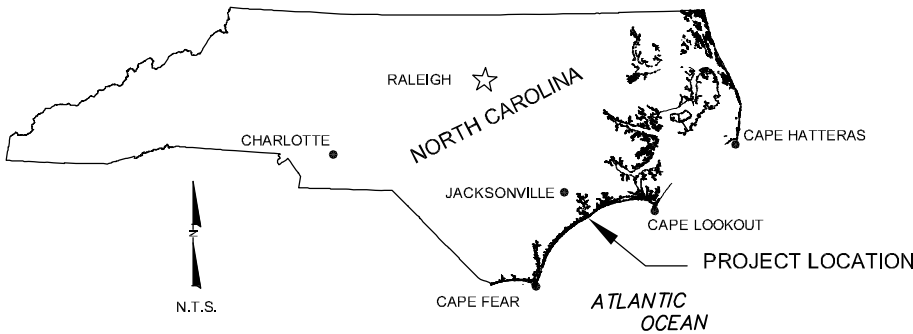 RALEIGH
NORTH CAROLINA
CHARLOTTE
CAPE HATTERAS
JACKSONVILLE
CAPE LOOKOUT
N
PROJECT LOCATION
N.T.S.
CAPE FEAR
ATLANTIC
OCEAN